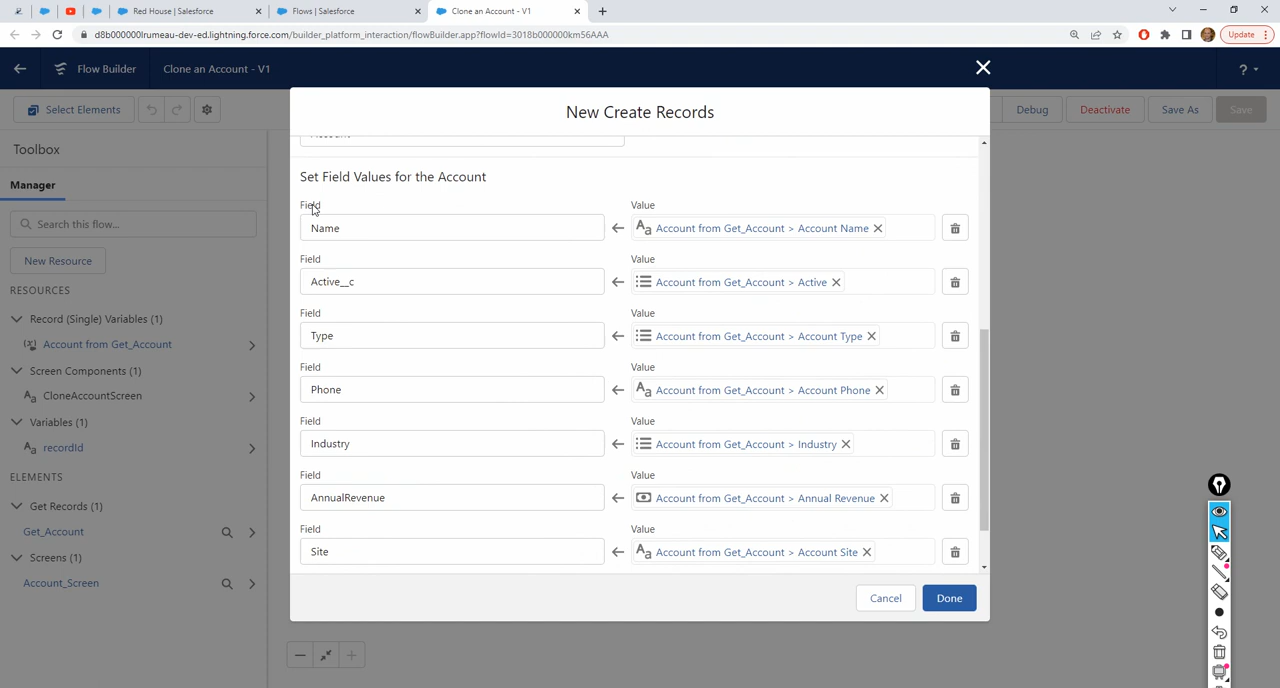 Red House | Salesforce
Flows | Salesforce
Clone an Account - V1
d8b000000lrumeau-dev-ed.lightning.force.com/builder_platform_interaction/flowBuilder.app?flowId=3018b000000km56AAA
Update
Flow Builder
Clone an Account - V1
?
Select Elements
Debug
Deactivate
Save As
Save
New Create Records
Toolbox
Manager
Search this flow...
New Resource
RESOURCES
Record (Single) Variables (1)
Account from Get_Account
Screen Components (1)
CloneAccountScreen
Variables (1)
recordId
ELEMENTS
Get Records (1)
Get_Account
Screens (1)
Account_Screen
Account
Set Field Values for the Account
Field
Value
Name
Account from Get_Account > Account Name
Field
Value
Active__c
Account from Get_Account > Active
Field
Value
Type
Account from Get_Account > Account Type
Field
Value
Phone
Account from Get_Account > Account Phone
Field
Value
Industry
Account from Get_Account > Industry
Field
Value
AnnualRevenue
Account from Get_Account > Annual Revenue
Field
Value
Site
Account from Get_Account > Account Site
Cancel
Done